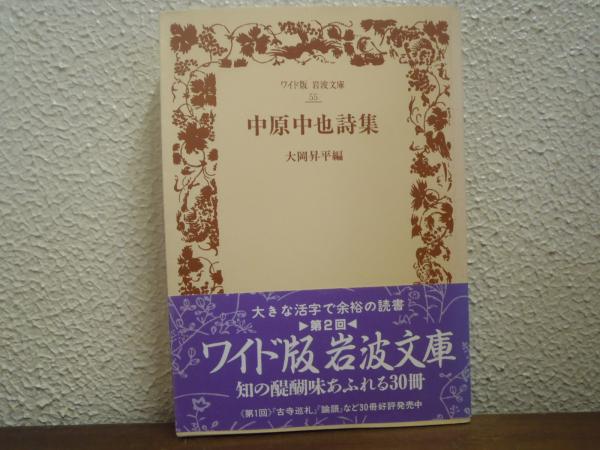 ワイド版 岩波文庫
55
中原中也詩集
大岡昇平編
大きな活字で余裕の読書
▶第2回◀
ワイド版 岩波文庫
知の醍醐味あふれる30冊
《第1回》『古寺巡礼』『論語』など30冊好評発売中